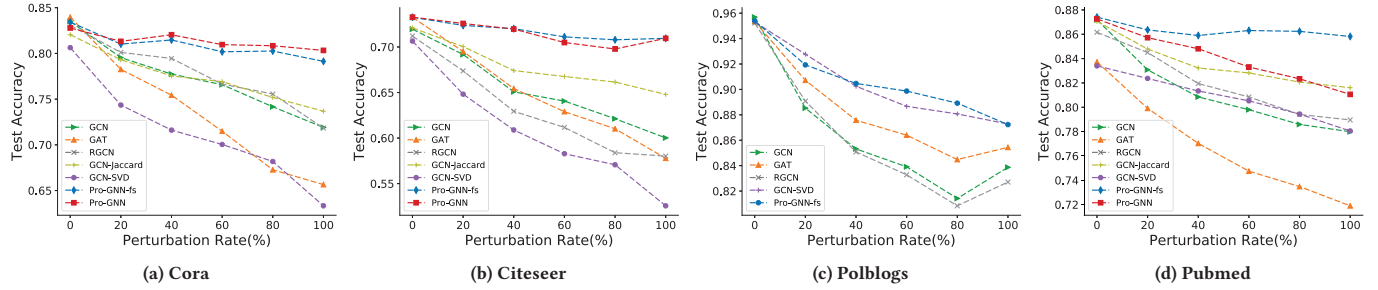 Test Accuracy
0.85
0.80
0.75
0.70
0.65
GCN
GAT
RGCN
GCN-Jaccard
GCN-SVD
Pro-GNN-fs
Pro-GNN
0 20 40 60 80 100
Perturbation Rate(%)
(a) Cora
Test Accuracy
0.70
0.65
0.60
0.55
GCN
GAT
RGCN
GCN-Jaccard
GCN-SVD
Pro-GNN-fs
Pro-GNN
0 20 40 60 80 100
Perturbation Rate(%)
(b) Citeseer
Test Accuracy
0.96
0.94
0.92
0.90
0.88
0.86
0.84
0.82
GCN
GAT
RGCN
GCN-SVD
Pro-GNN-fs
0 20 40 60 80 100
Perturbation Rate(%)
(c) Polblogs
Test Accuracy
0.88
0.86
0.84
0.82
0.80
0.78
0.76
0.74
0.72
GCN
GAT
RGCN
GCN-Jaccard
GCN-SVD
Pro-GNN-fs
Pro-GNN
0 20 40 60 80 100
Perturbation Rate(%)
(d) Pubmed